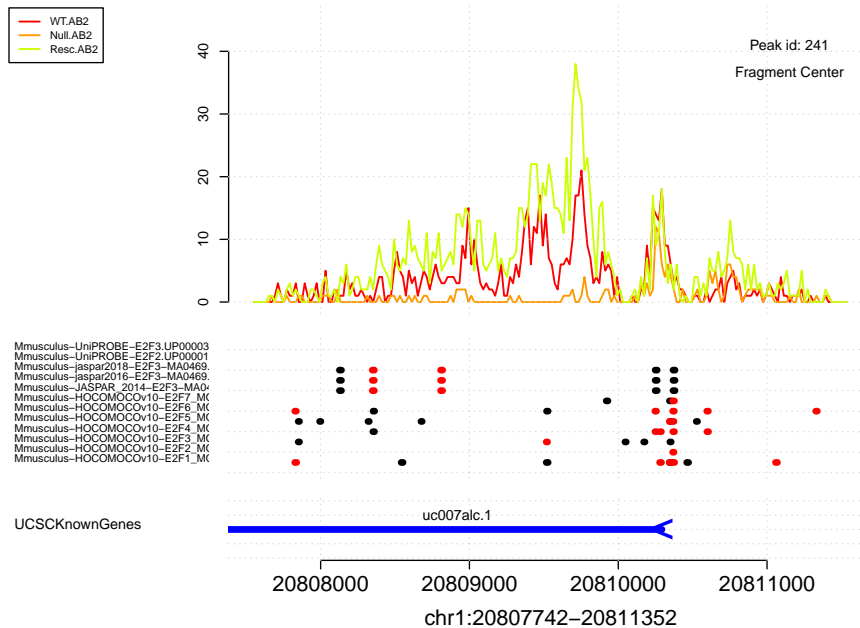 WT.AB2
Null.AB2
Resc.AB2
Peak id: 241
Fragment Center
40
30
20
10
0
Mmusculus−UniPROBE−E2F3.UP00003
Mmusculus−UniPROBE−E2F2.UP00001
Mmusculus−jaspar2018−E2F3−MA0469.
Mmusculus−jaspar2016−E2F3−MA0469.
Mmusculus−JASPAR_2014−E2F3−MA04
Mmusculus−HOCOMOCOv10−E2F7_MC
Mmusculus−HOCOMOCOv10−E2F6_MC
Mmusculus−HOCOMOCOv10−E2F5_MC
Mmusculus−HOCOMOCOv10−E2F4_MC
Mmusculus−HOCOMOCOv10−E2F3_MC
Mmusculus−HOCOMOCOv10−E2F2_MC
Mmusculus−HOCOMOCOv10−E2F1_MC
uc007alc.1
UCSCKnownGenes
20808000 20809000 20810000 20811000
chr1:20807742−20811352